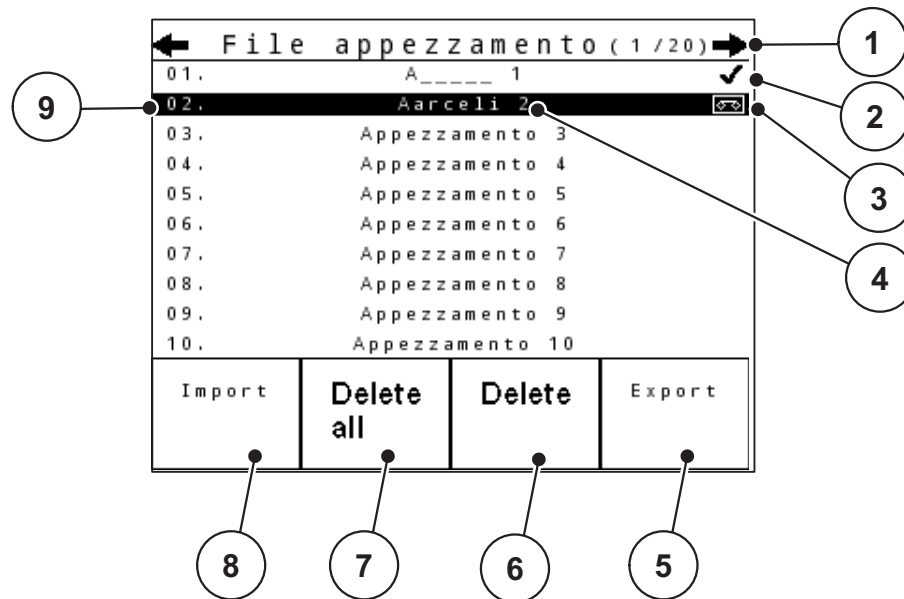 File appezzamento (1/20)
01. A_____ 1
02. Aarceli 2
03. Appezzamento 3
04. Appezzamento 4
05. Appezzamento 5
06. Appezzamento 6
07. Appezzamento 7
08. Appezzamento 8
09. Appezzamento 9
10. Appezzamento 10
Import
Delete all
Delete
Export
1
2
3
4
5
6
7
8
9